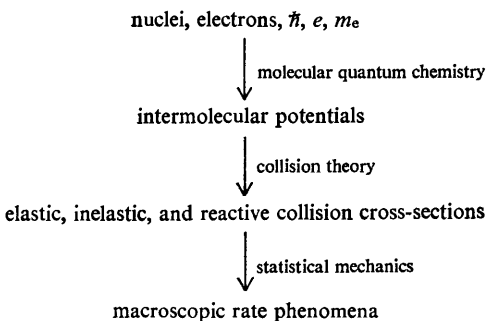 nuclei, electrons, ħ, e, mₑ
molecular quantum chemistry
intermolecular potentials
collision theory
elastic, inelastic, and reactive collision cross-sections
statistical mechanics
macroscopic rate phenomena